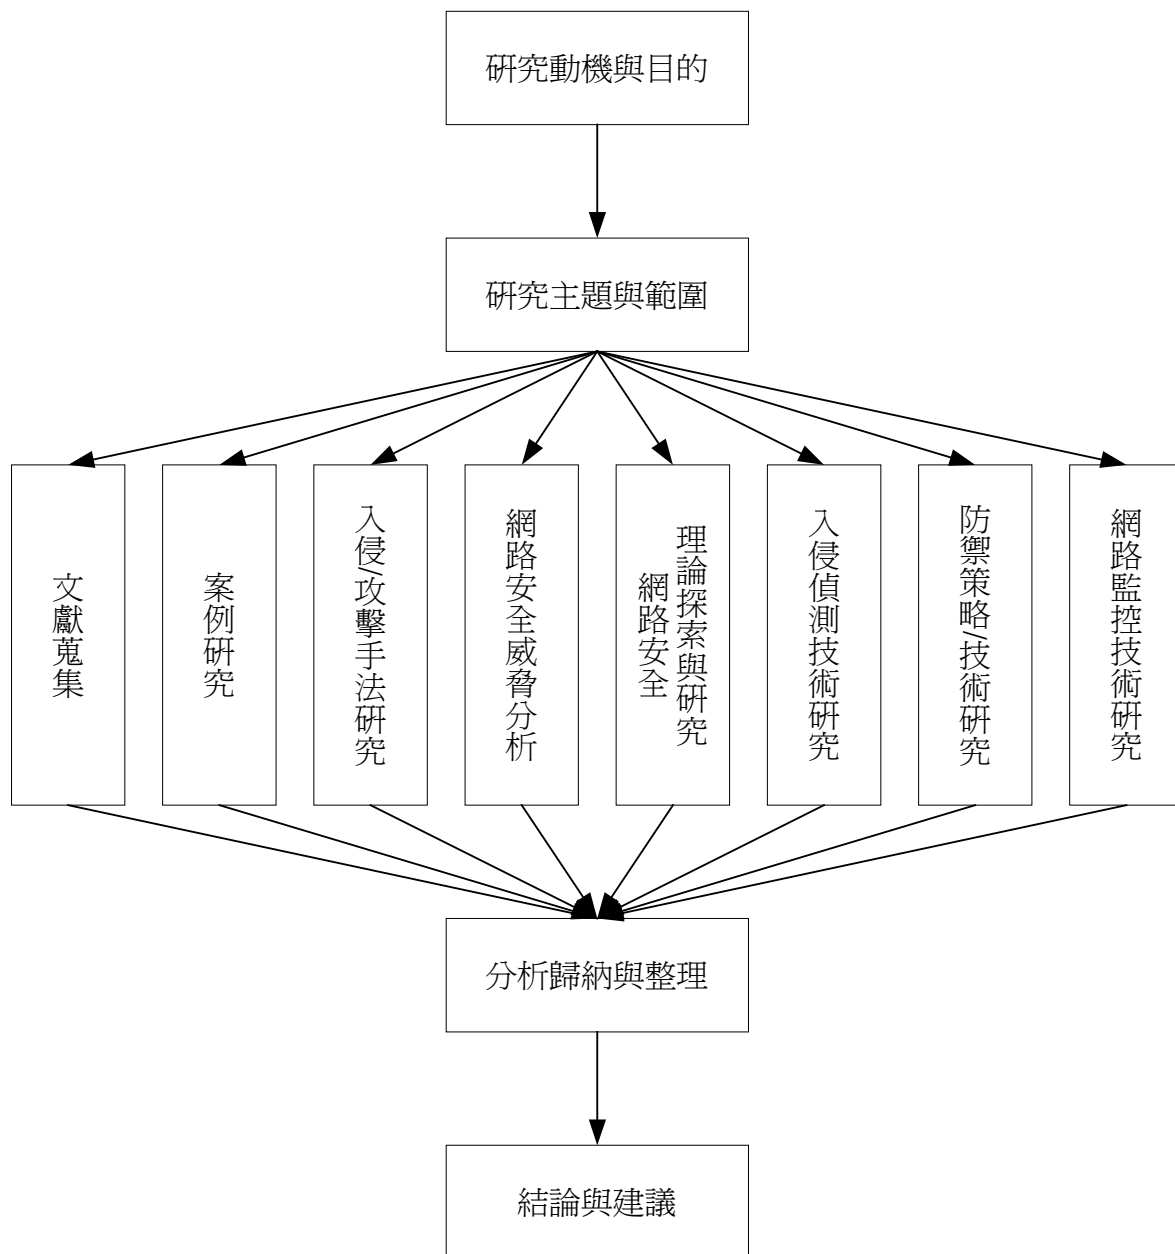 研究動機與目的
研究主題與範圍
文獻蒐集
案例研究
入侵/攻擊手法研究
網路安全威脅分析
網路安全
理論探索與研究
入侵偵測技術研究
防禦策略/技術研究
網路監控技術研究
分析歸納與整理
結論與建議